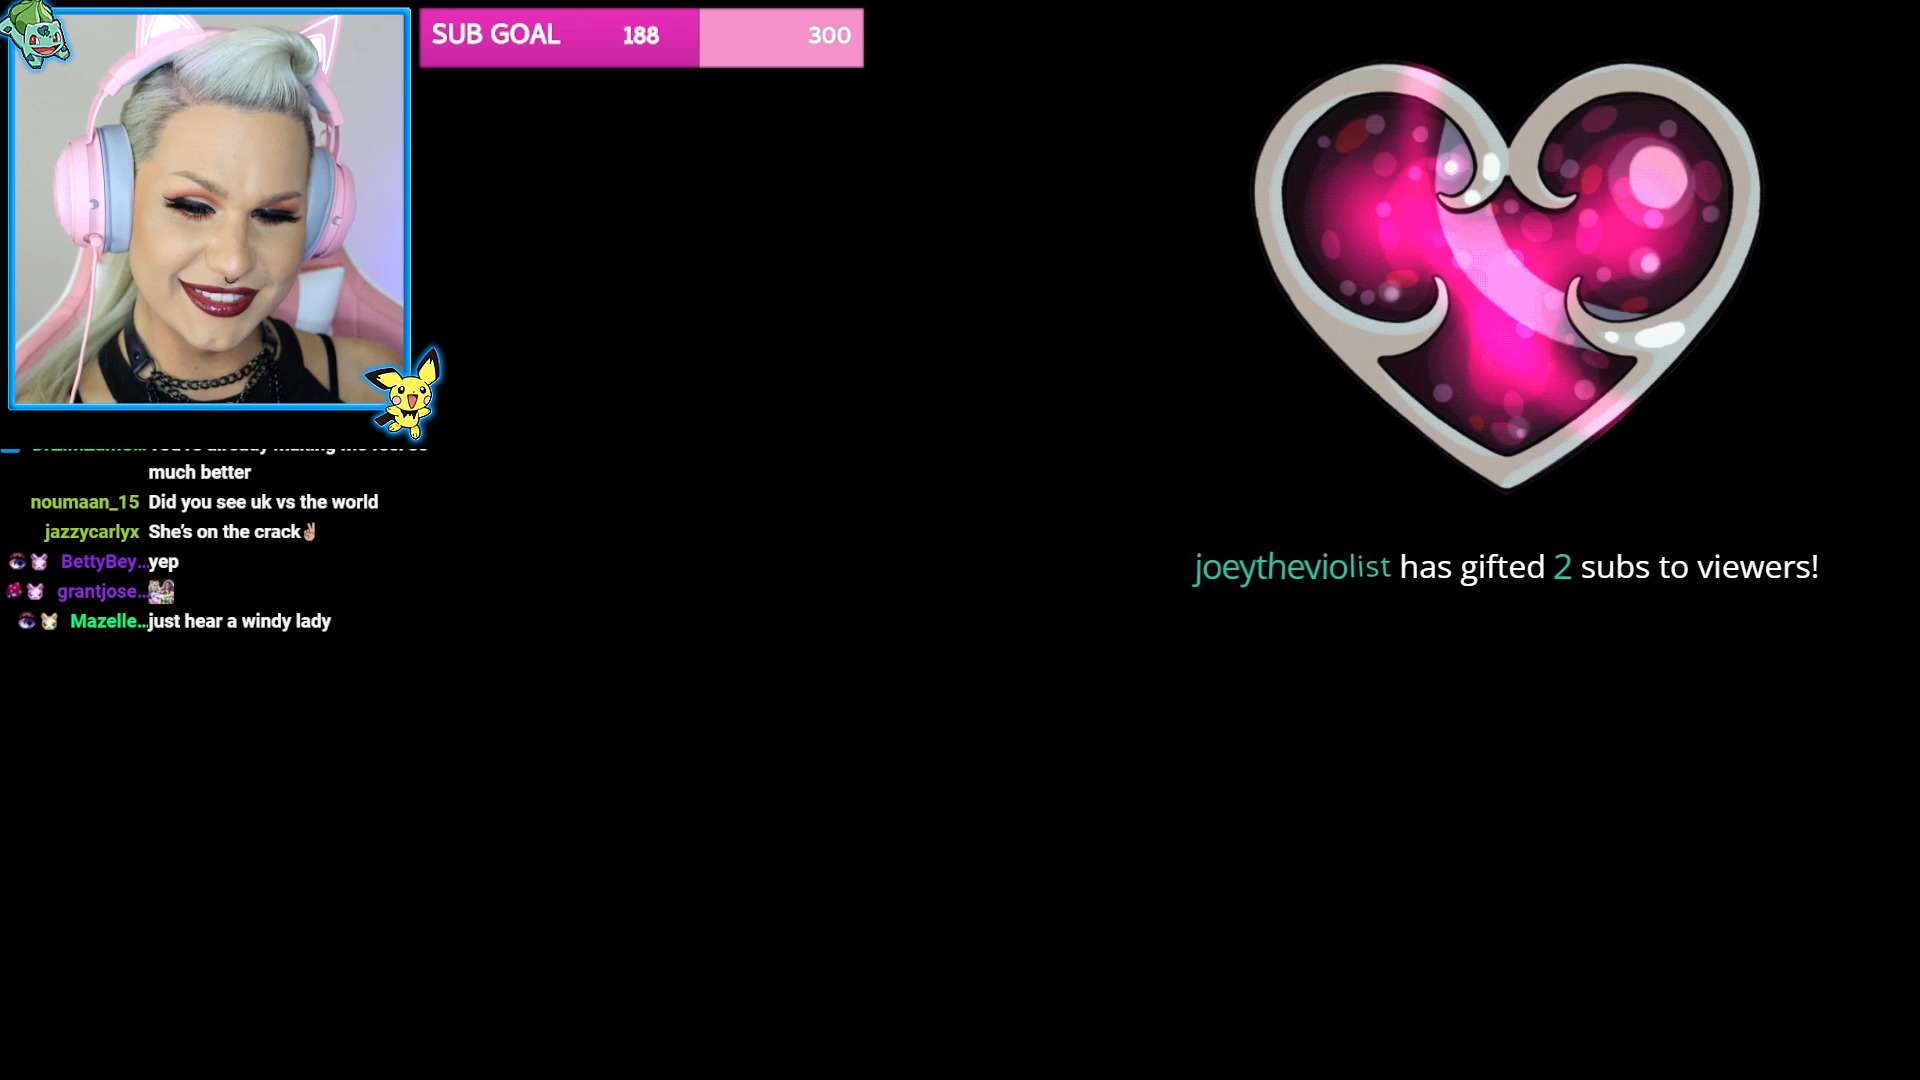 SUB GOAL 188 300
much better
noumaan_15 Did you see uk vs the world
jazzycarlyx She's on the crack✌🏼
BettyBey... yep
grantjose...
Mazelle... just hear a windy lady
joeytheviolist has gifted 2 subs to viewers!